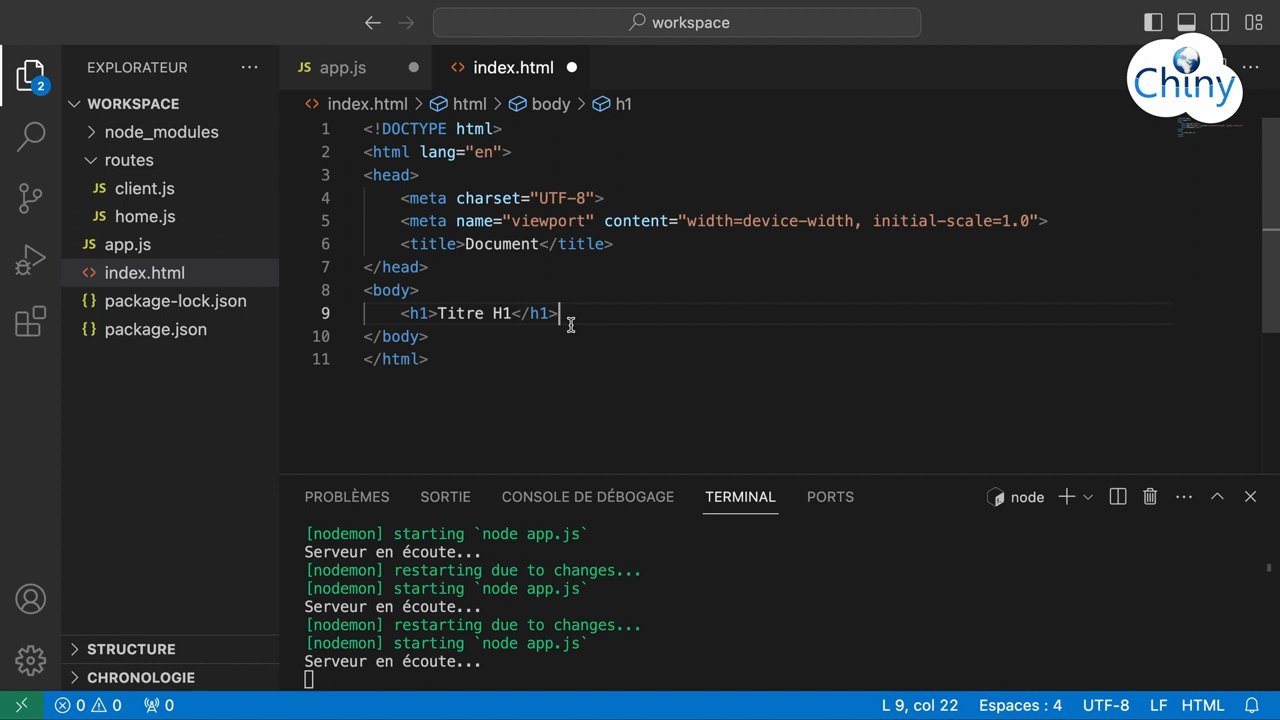 workspace
Chiny
EXPLORATEUR
2
WORKSPACE
node_modules
routes
JS client.js
JS home.js
JS app.js
<> index.html
package-lock.json
package.json
STRUCTURE
CHRONOLOGIE
JS app.js
<> index.html
<> index.html > html > body > h1
1 <!DOCTYPE html>
2 <html lang="en">
3 <head>
4 <meta charset="UTF-8">
5 <meta name="viewport" content="width=device-width, initial-scale=1.0">
6 <title>Document</title>
7 </head>
8 <body>
9 <h1>Titre H1</h1>
10 </body>
11 </html>
PROBLÈMES SORTIE CONSOLE DE DÉBOGAGE TERMINAL PORTS node
[nodemon] starting `node app.js`
Serveur en écoute...
[nodemon] restarting due to changes...
[nodemon] starting `node app.js`
Serveur en écoute...
[nodemon] restarting due to changes...
[nodemon] starting `node app.js`
Serveur en écoute...
0 0 0 L 9, col 22 Espaces : 4 UTF-8 LF HTML